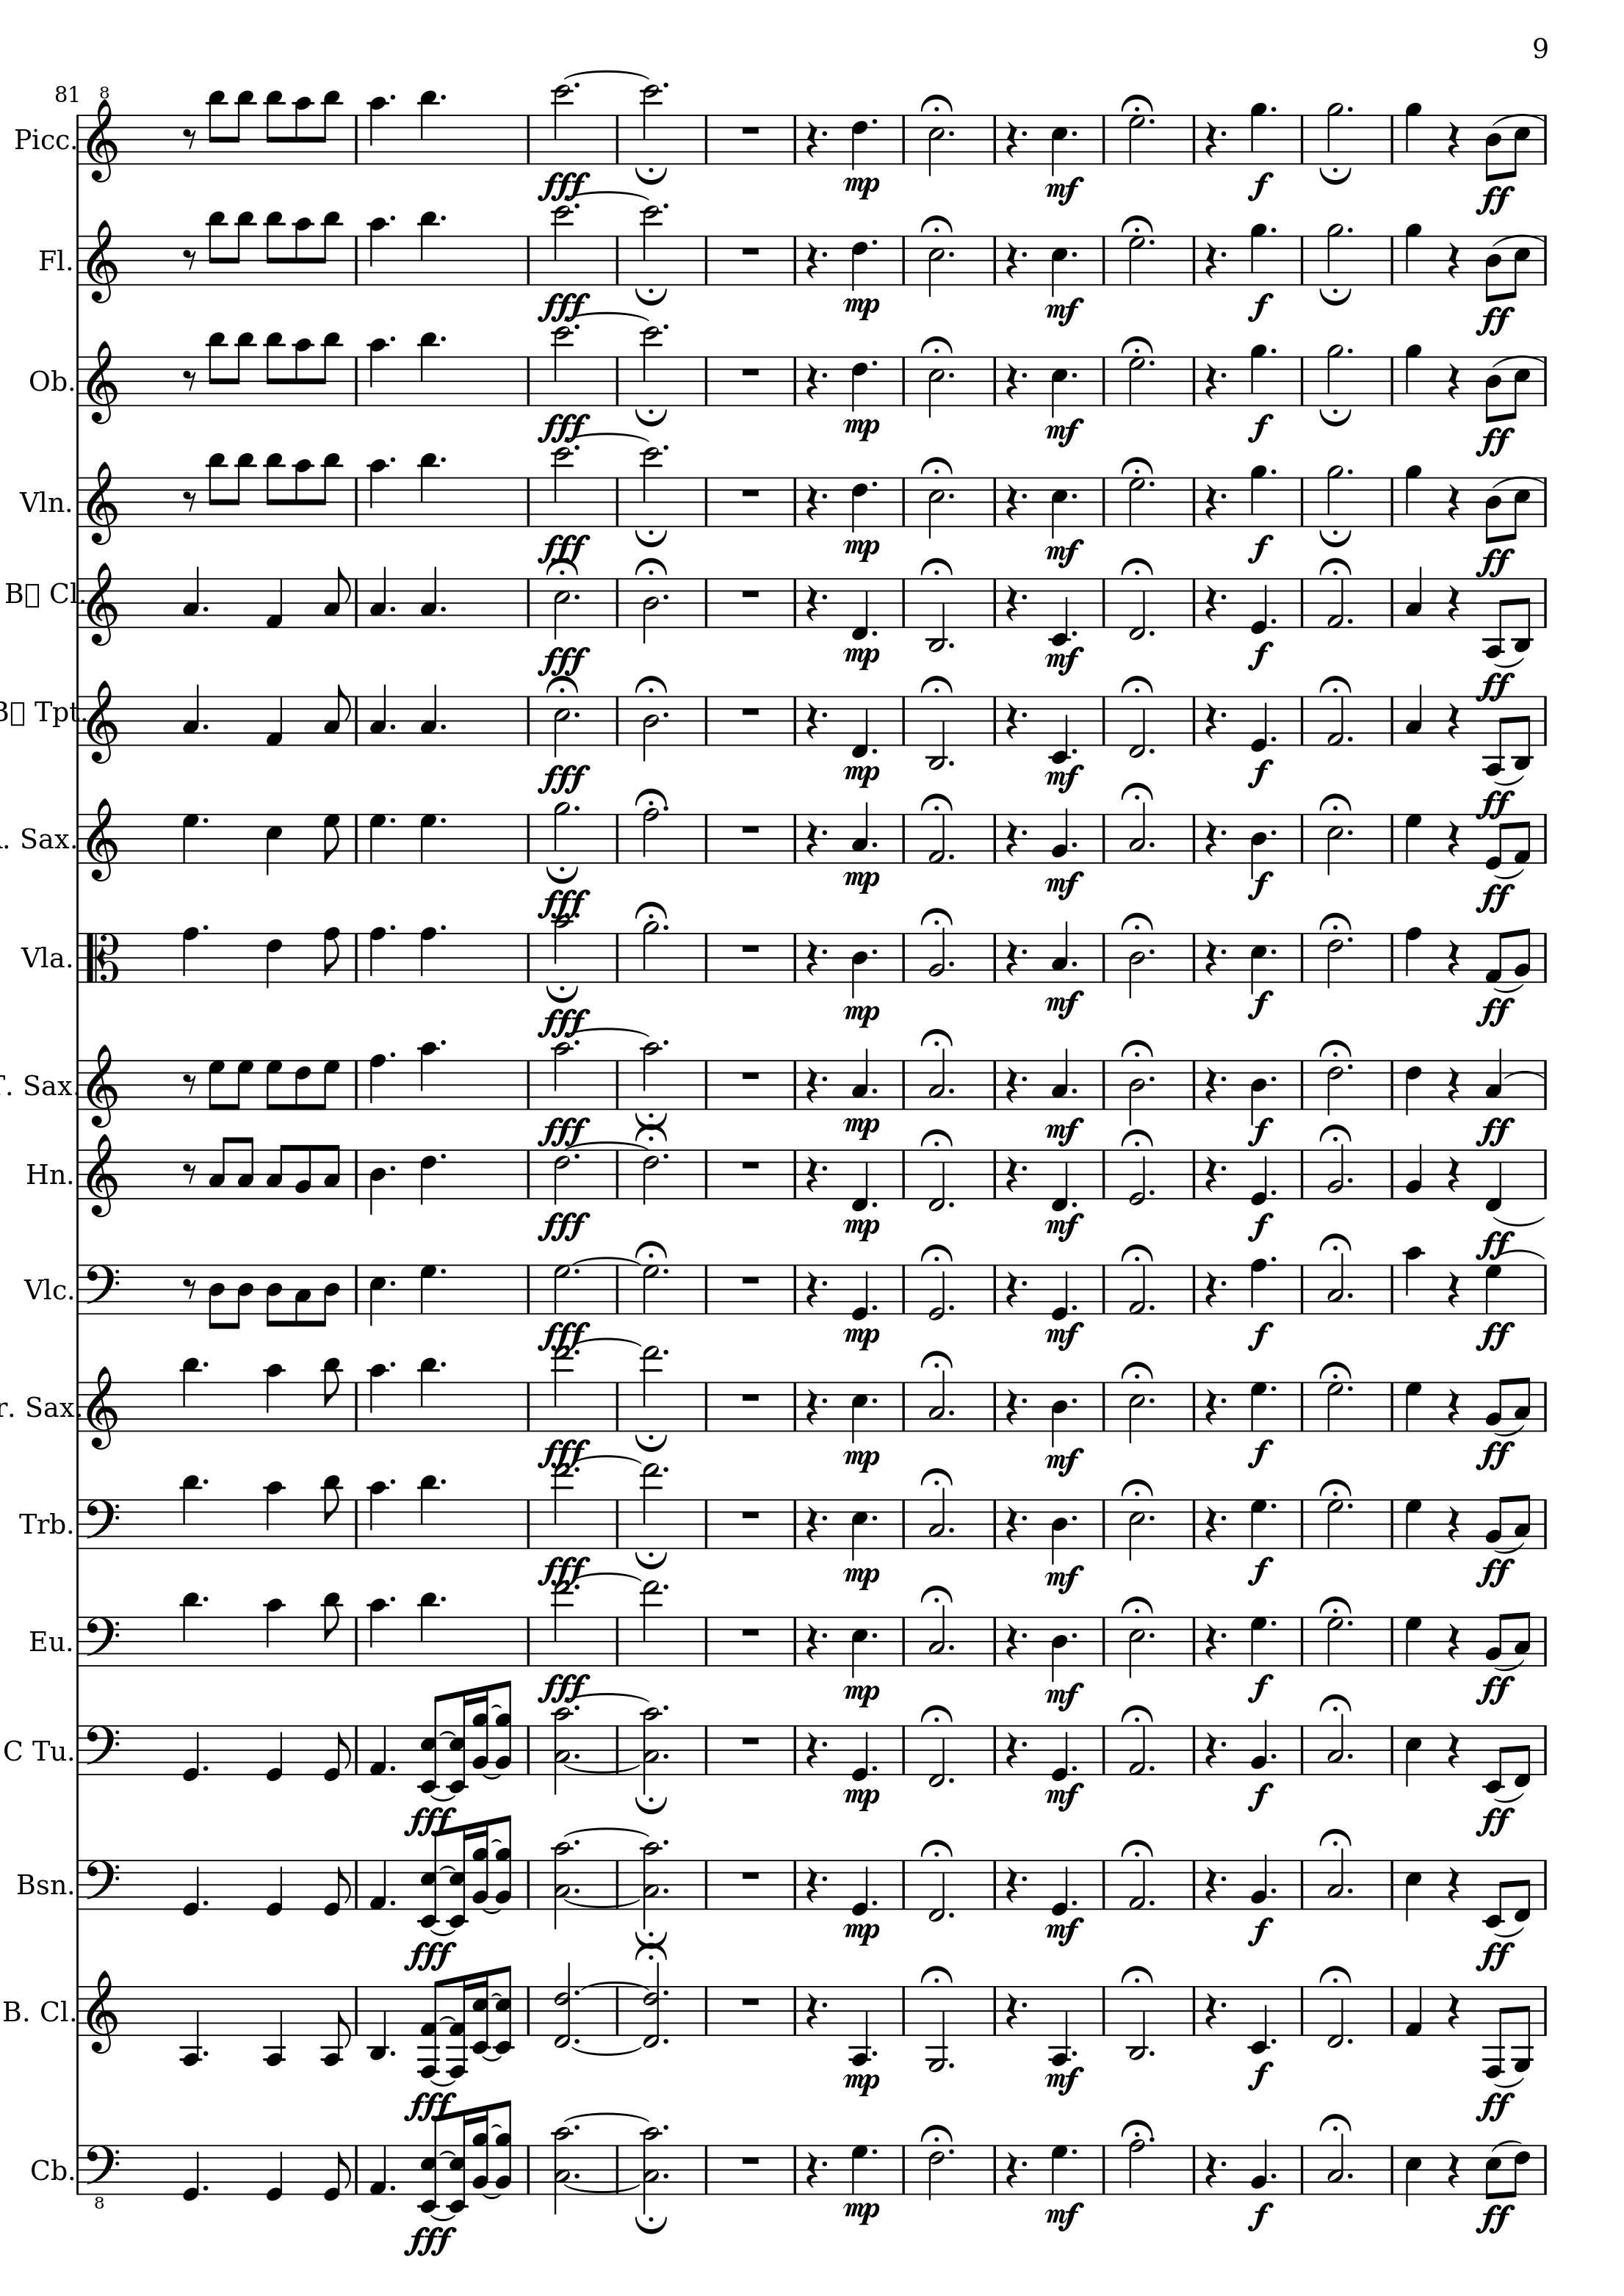 9
81 8
Picc.
fff mp mf f ff
Fl.
fff mp mf f ff
Ob.
fff mp mf f ff
Vln.
fff mp mf f ff
B▯ Cl.
fff mp mf f ff
B▯ Tpt.
fff mp mf f ff
. Sax.
fff mp mf f ff
Vla.
fff mp mf f ff
T. Sax.
fff mp mf f ff
Hn.
fff mp mf f ff
Vlc.
fff mp mf f ff
r. Sax.
fff mp mf f ff
Trb.
fff mp mf f ff
Eu.
fff mp mf f ff
C Tu.
fff mp mf f ff
Bsn.
fff mp mf f ff
B. Cl.
fff mp mf f ff
Cb.
8
fff mp mf f ff